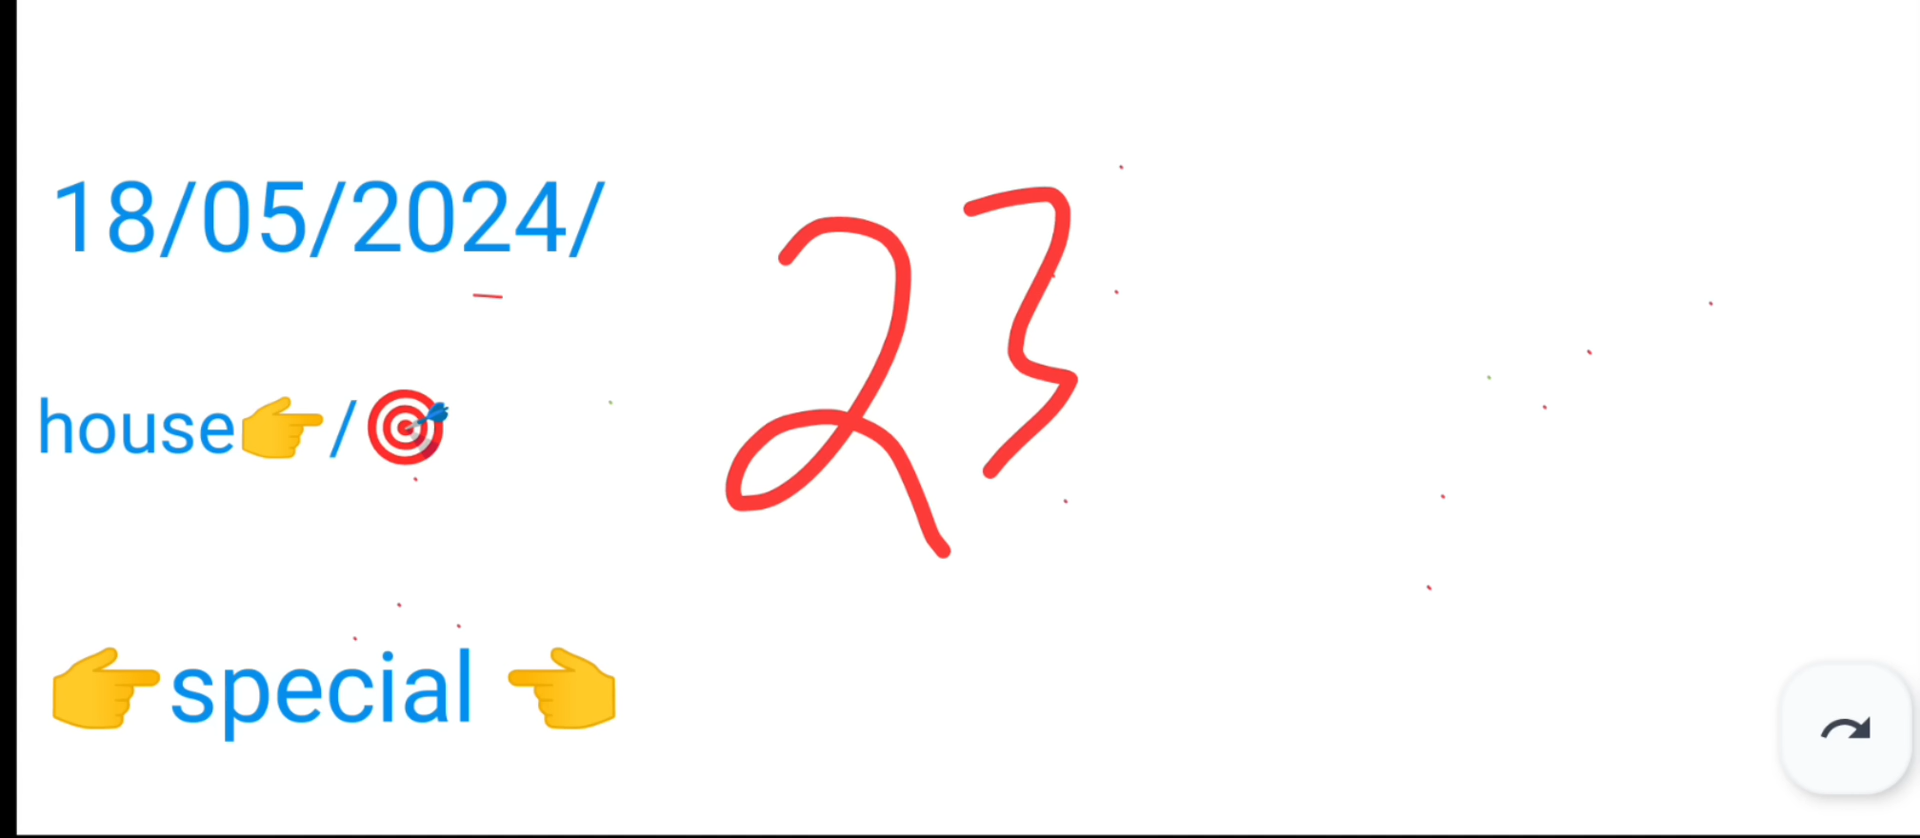 18/05/2024/
23
house👉/🎯
👉special 👈